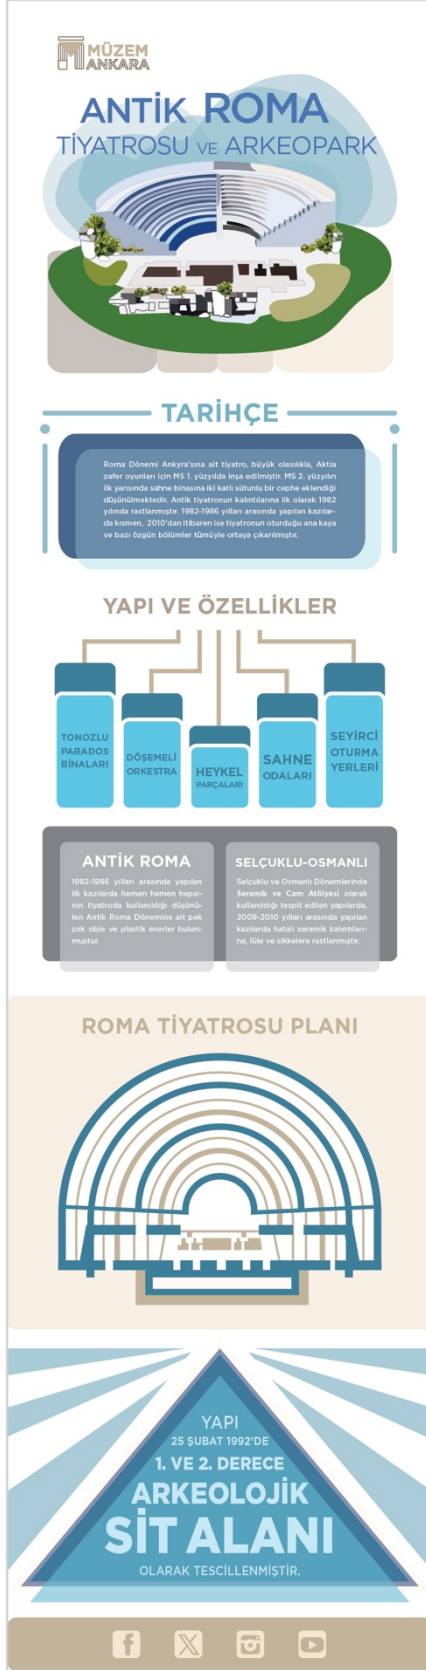 MÜZEM
ANKARA
ANTİK ROMA
TİYATROSU VE ARKEOPARK
TARİHÇE
Roma Dönemi Ankyra'sına ait tiyatro, büyük olasılıkla, Aktia
zafer oyunları için MS 1. yüzyılda inşa edilmiştir. MS 2. yüzyılın
ilk yarısında sahne binasına iki katlı sütunlu bir cephe eklendiği
düşünülmektedir. Antik tiyatronun kalıntılarına ilk olarak 1982
yılında rastlanmıştır. 1982-1986 yılları arasında yapılan kazılar-
da kısmen, 2010'dan itibaren ise tiyatronun oturduğu ana kaya
ve bazı özgün bölümler tümüyle ortaya çıkarılmıştır.
YAPI VE ÖZELLİKLER
TONOZLU
PARADOS
BİNALARI
DÖŞEMELİ
ORKESTRA
HEYKEL
PARÇALARI
SAHNE
ODALARI
SEYİRCİ
OTURMA
YERLERİ
ANTİK ROMA
1982-1986 yılları arasında yapılan
ilk kazılarda hemen hemen hepsi-
nin tiyatroda kullanıldığı düşünü-
len Antik Roma Dönemine ait pek
çok obje ve plastik eserler bulun-
muştur.
SELÇUKLU-OSMANLI
Selçuklu ve Osmanlı Dönemlerinde
Seramik ve Cam Atölyesi olarak
kullanıldığı tespit edilen yapılarda,
2009-2010 yılları arasında yapılan
kazılarda hatalı seramik kalıntıları-
na, lüle ve sikkelere rastlanmıştır.
ROMA TİYATROSU PLANI
YAPI
25 ŞUBAT 1992'DE
1. VE 2. DERECE
ARKEOLOJİK
SİT ALANI
OLARAK TESCİLLENMİŞTİR.